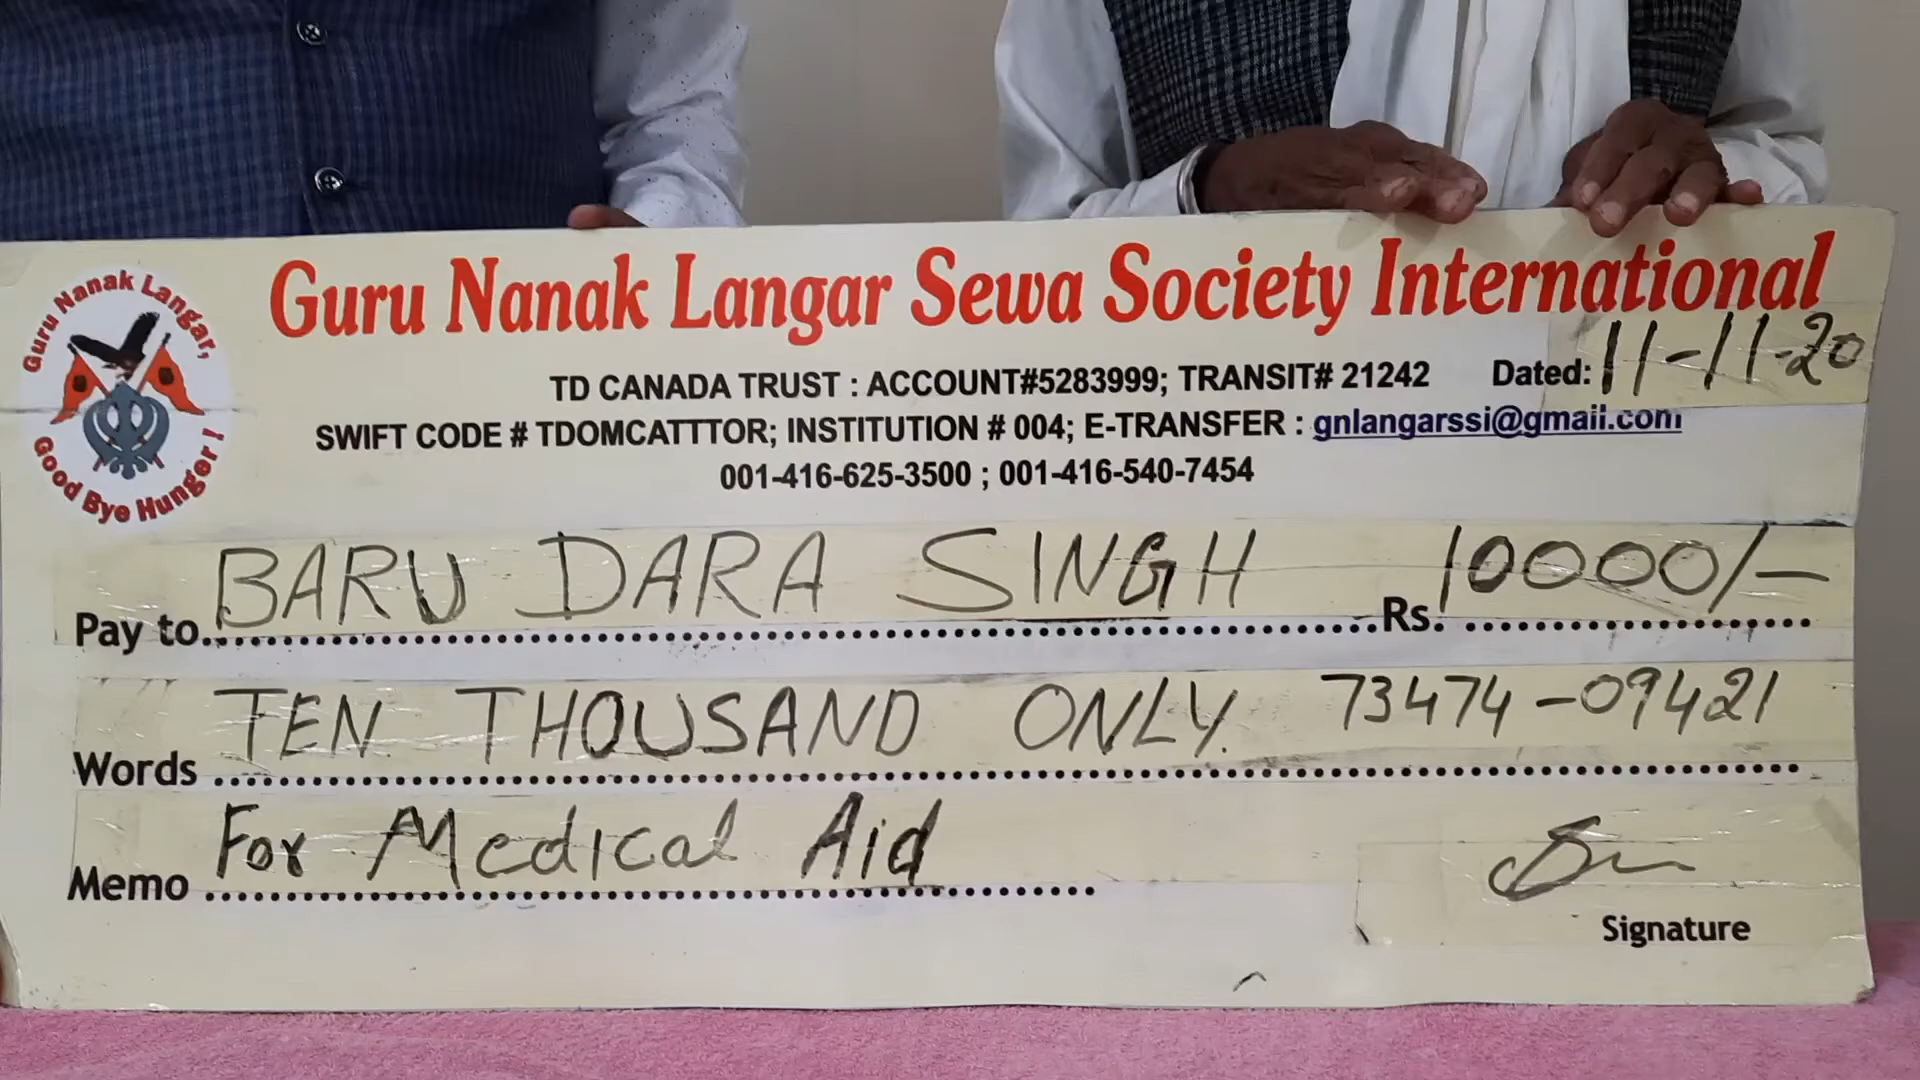 Guru Nanak Langar,
Good Bye Hunger !
Guru Nanak Langar Sewa Society International
TD CANADA TRUST : ACCOUNT#5283999; TRANSIT# 21242 Dated: 11-11-20
SWIFT CODE # TDOMCATTTOR; INSTITUTION # 004; E-TRANSFER : gnlangarssi@gmail.com
001-416-625-3500 ; 001-416-540-7454
Pay to BARU DARA SINGH Rs. 10000/-
Words TEN THOUSAND ONLY. 73474-09421
Memo For Medical Aid
Signature